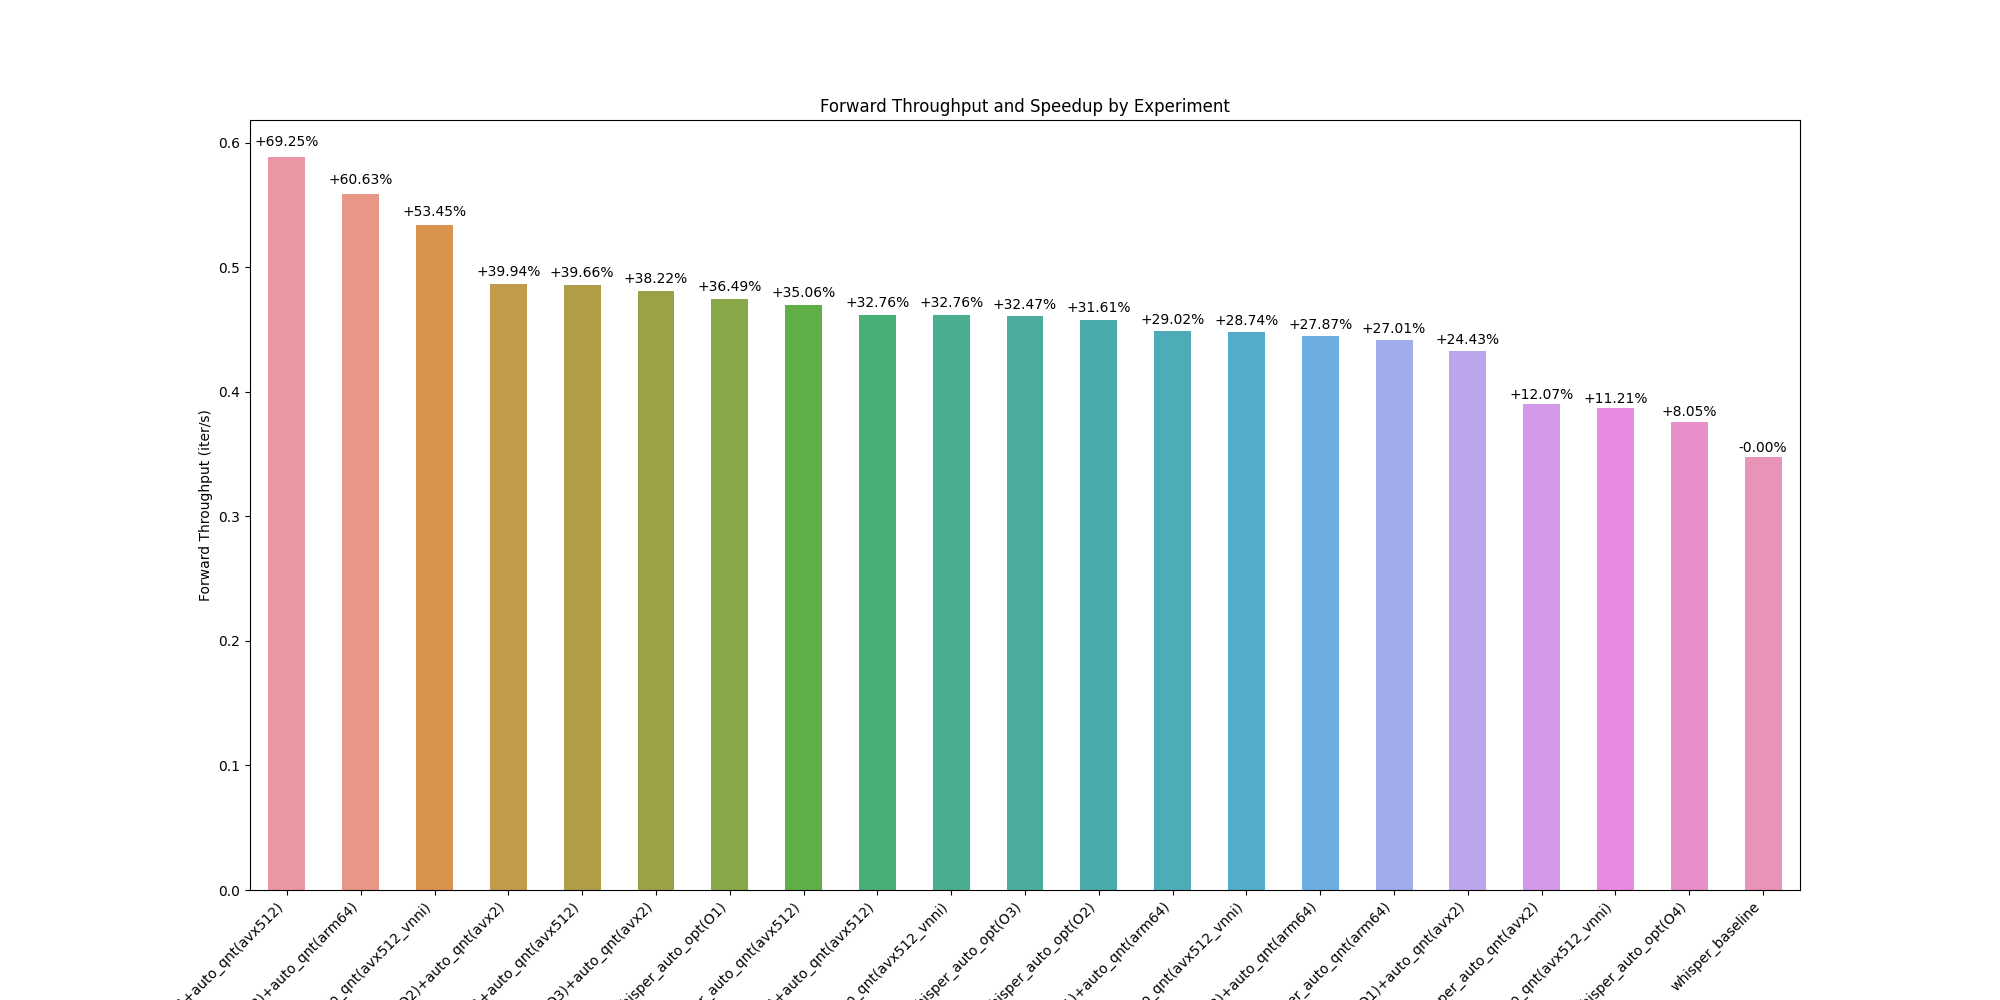 Forward Throughput and Speedup by Experiment
Forward Throughput (iter/s)
0.6
0.5
0.4
0.3
0.2
0.1
0.0
+69.25%
+60.63%
+53.45%
+39.94%
+39.66%
+38.22%
+36.49%
+35.06%
+32.76%
+32.76%
+32.47%
+31.61%
+29.02%
+28.74%
+27.87%
+27.01%
+24.43%
+12.07%
+11.21%
+8.05%
-0.00%
)+auto_qnt(avx512)
)+auto_qnt(arm64)
_qnt(avx512_vnni)
O2)+auto_qnt(avx2)
)+auto_qnt(avx512)
O3)+auto_qnt(avx2)
hisper_auto_opt(O1)
_auto_qnt(avx512)
)+auto_qnt(avx512)
_qnt(avx512_vnni)
hisper_auto_opt(O3)
hisper_auto_opt(O2)
)+auto_qnt(arm64)
_qnt(avx512_vnni)
)+auto_qnt(arm64)
er_auto_qnt(arm64)
O1)+auto_qnt(avx2)
per_auto_qnt(avx2)
_qnt(avx512_vnni)
hisper_auto_opt(O4)
whisper_baseline